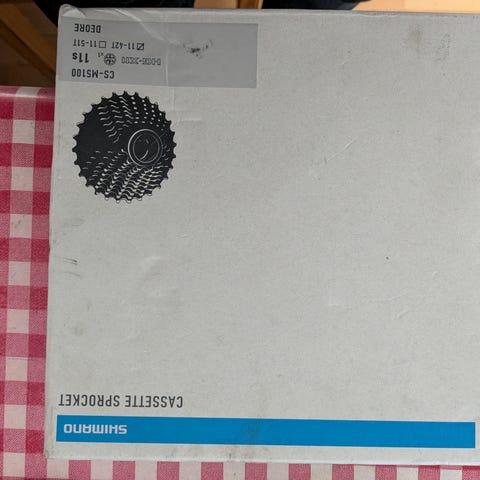 SHIMANO
CASSETTE SPROCKET
CS-M5100
11s
☑ 11-42T ☐ 11-51T
DEORE